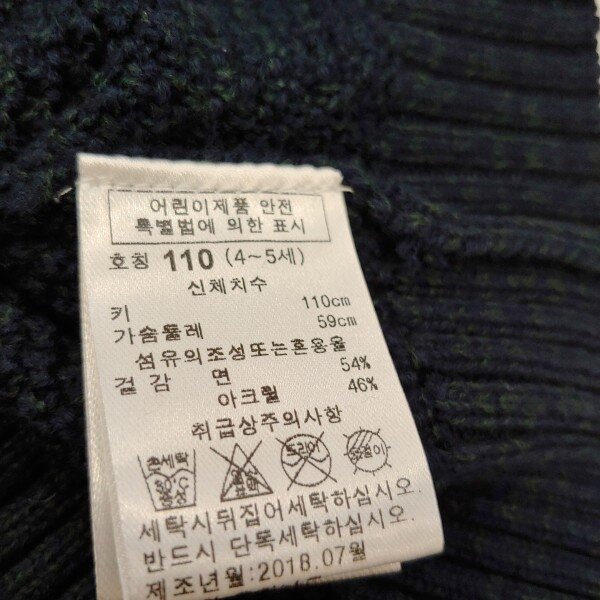 어린이제품 안전
특별법에 의한 표시
호칭 110 (4~5세)
신체치수
키 110cm
가슴둘레 59cm
섬유의조성또는혼용율
겉감 면 54%
아크릴 46%
취급상주의사항
손세탁
드라이
세탁시뒤집어세탁하십시오.
반드시 단독세탁하십시오.
제조년월:2018.07월